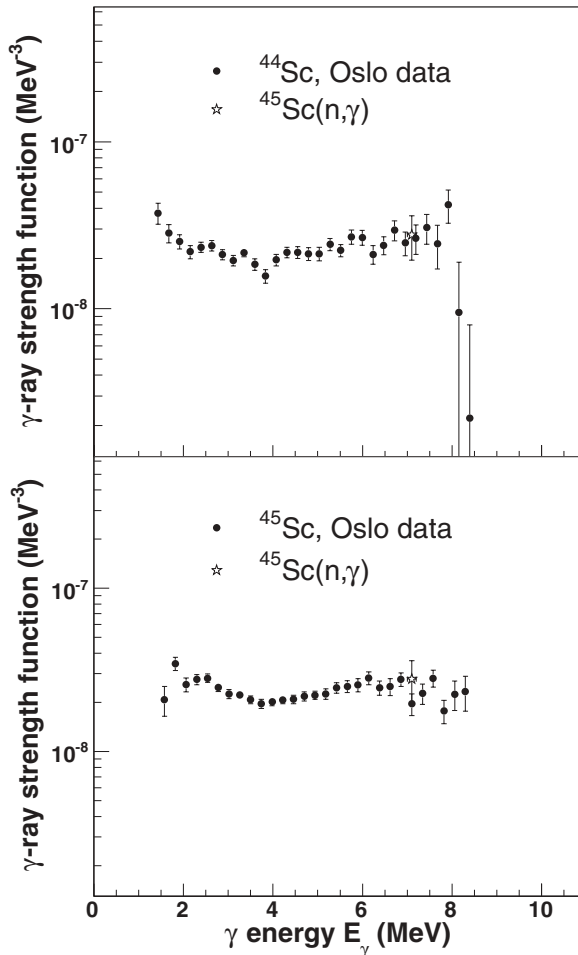 γ-ray strength function (MeV⁻³)
⁴⁴Sc, Oslo data
⁴⁵Sc(n,γ)
10⁻⁷
10⁻⁸
γ-ray strength function (MeV⁻³)
⁴⁵Sc, Oslo data
⁴⁵Sc(n,γ)
10⁻⁷
10⁻⁸
0 2 4 6 8 10
γ energy E_γ (MeV)